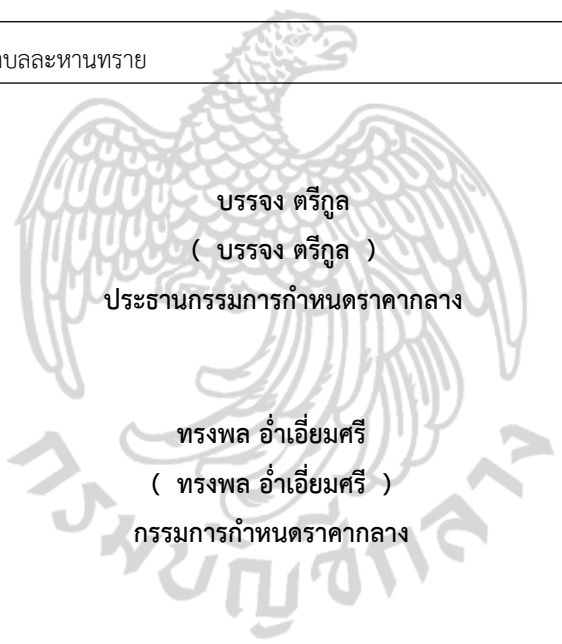 บลละหานทราย
บรรจง ตรีกูล
( บรรจง ตรีกูล )
ประธานกรรมการกำหนดราคากลาง
ทรงพล อ่ำเอี่ยมศรี
( ทรงพล อ่ำเอี่ยมศรี )
กรรมการกำหนดราคากลาง
กรมบัญชีกลาง